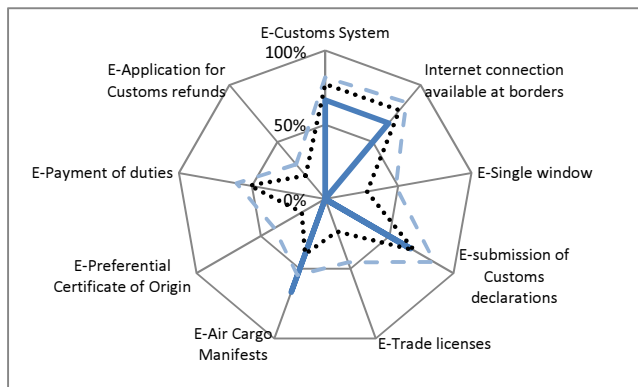 E-Customs System
100%
Internet connection
available at borders
E-Application for
Customs refunds
50%
E-Payment of duties
E-Single window
0%
E-Preferential
Certificate of Origin
E-submission of
Customs
declarations
E-Air Cargo
Manifests
E-Trade licenses